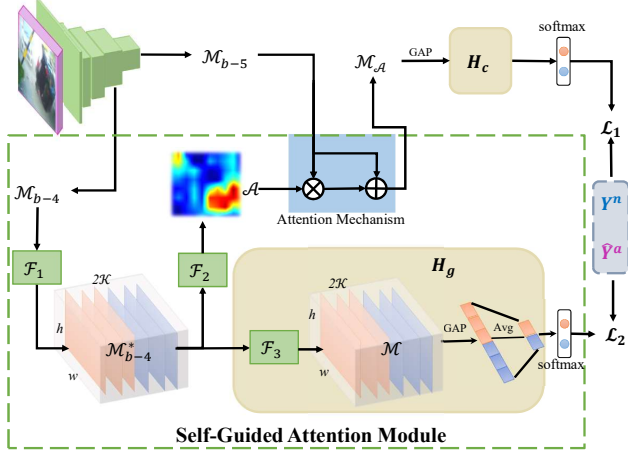 ℳ_{b-5}
ℳ_𝒜
GAP
H_c
softmax
ℒ_1
ℳ_{b-4}
𝒜
Attention Mechanism
Y^n
Ŷ^a
ℱ_1
ℱ_2
2𝒦
h
w
ℳ^*_{b-4}
H_g
ℱ_3
2𝒦
h
w
ℳ
GAP
Avg
softmax
ℒ_2
Self-Guided Attention Module